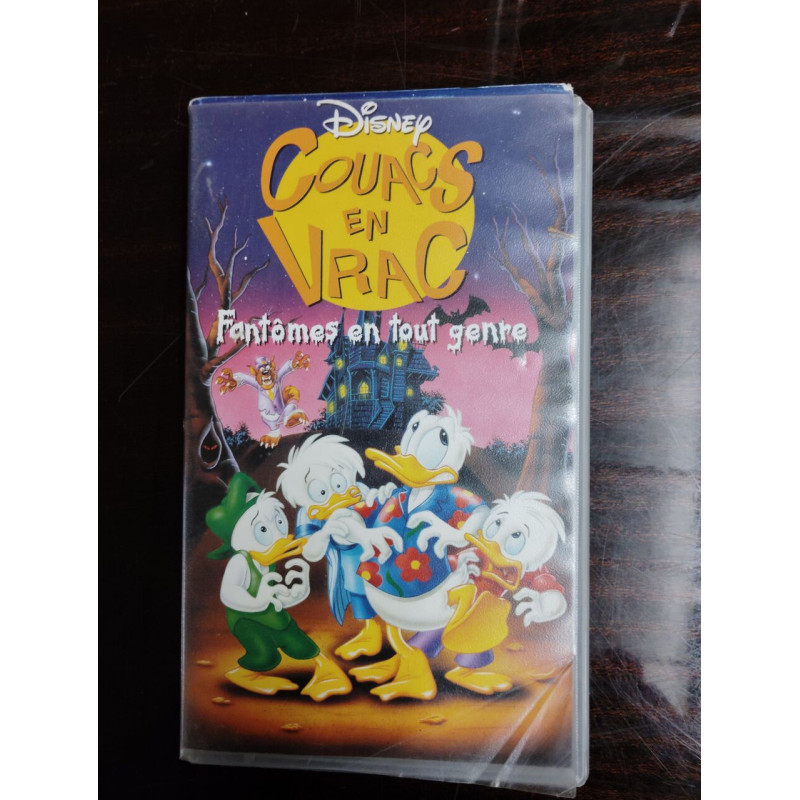 Disney
COUACS
EN
VRAC
Fantômes en tout genre